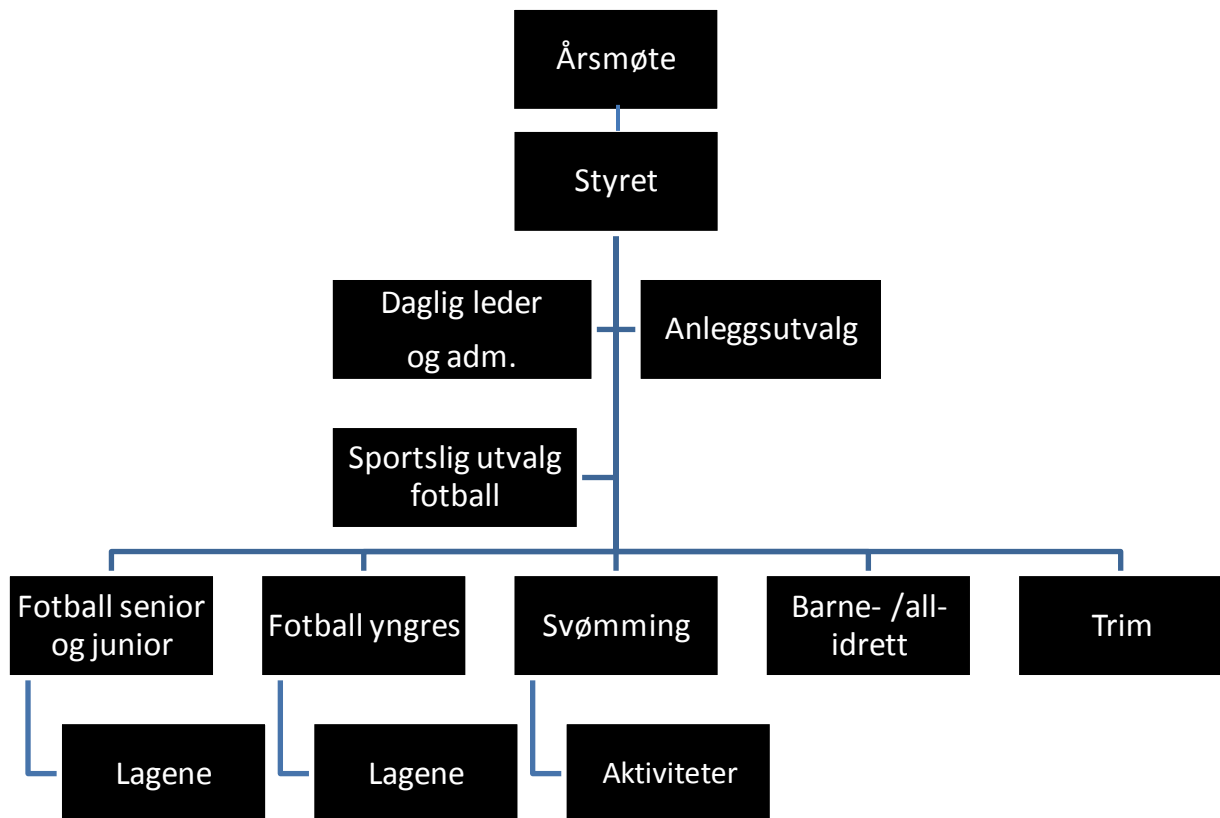 Årsmøte
Styret
Daglig leder
og adm.
Anleggsutvalg
Sportslig utvalg
fotball
Fotball senior
og junior
Fotball yngres
Svømming
Barne- /all-
idrett
Trim
Lagene
Lagene
Aktiviteter